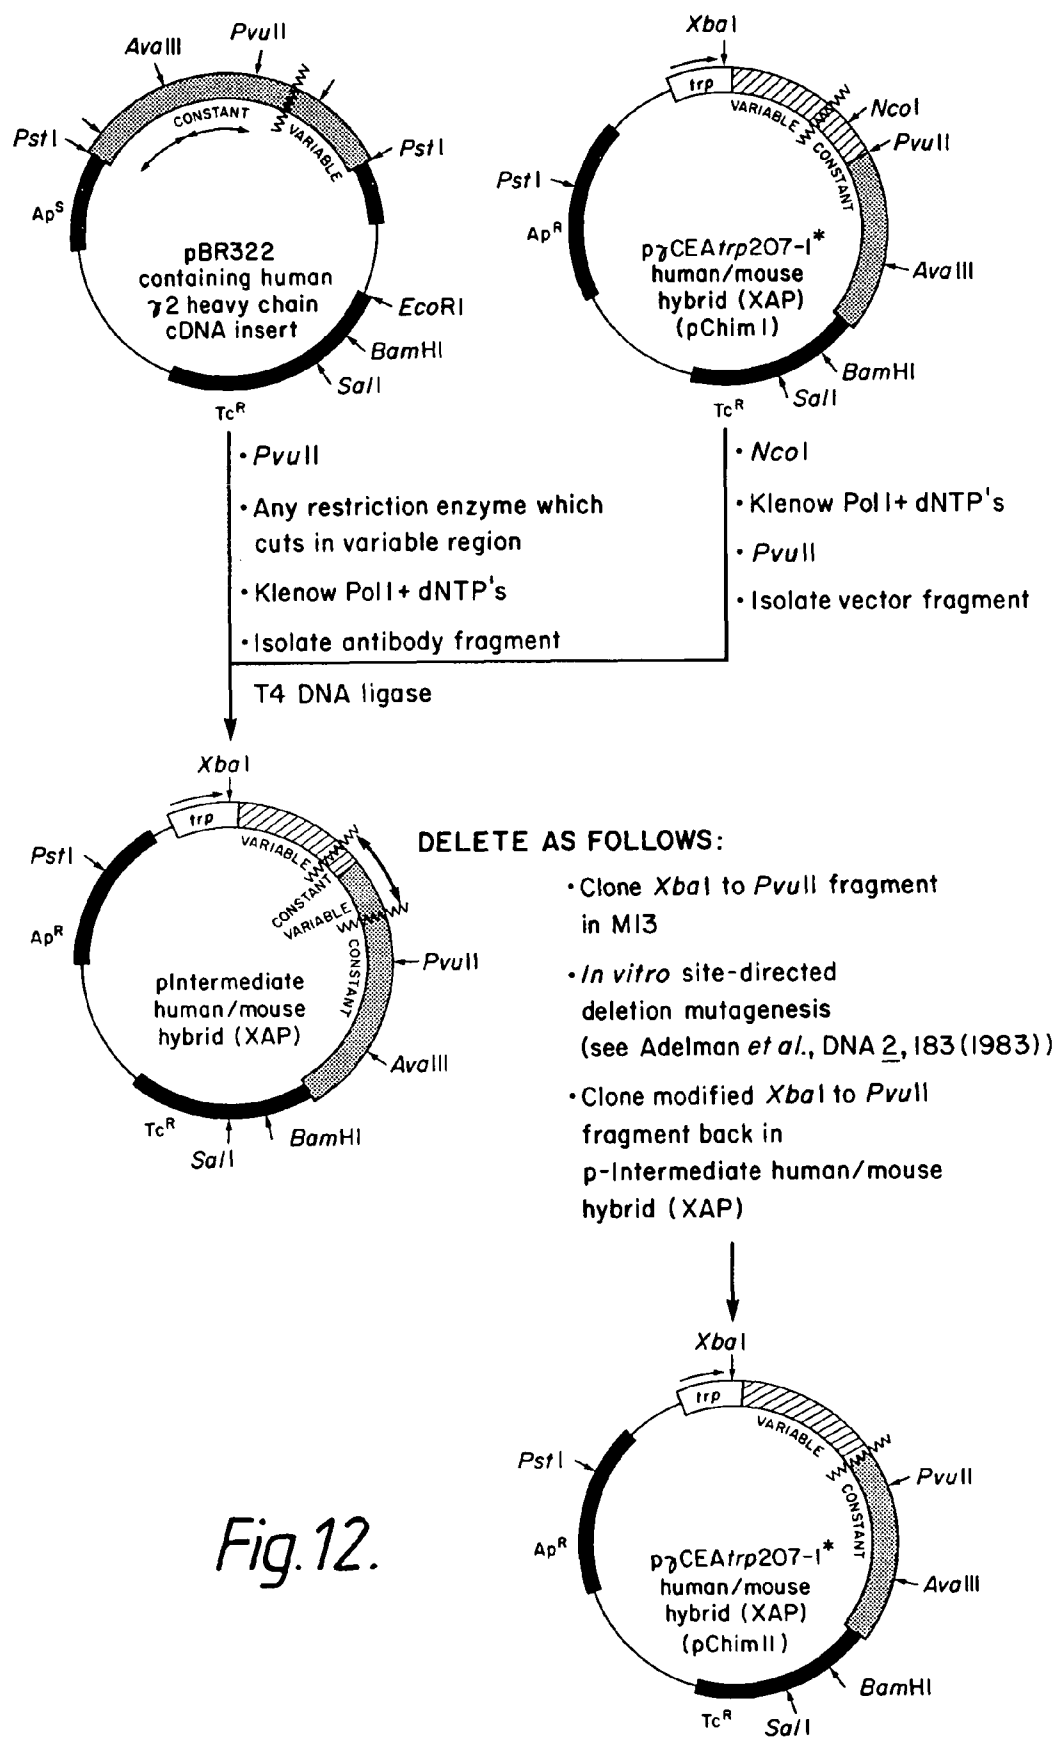 PvuII
AvaIII
PstI
CONSTANT
VARIABLE
PstI
Ap^S
pBR322
containing human
γ2 heavy chain
cDNA insert
EcoRI
BamHI
SalI
Tc^R
XbaI
trp
VARIABLE
NcoI
PvuII
CONSTANT
PstI
Ap^R
pγCEAtrp207-1*
human/mouse
hybrid (XAP)
(pChim I)
AvaIII
BamHI
SalI
Tc^R
• PvuII
• Any restriction enzyme which
cuts in variable region
• Klenow Pol I + dNTP's
• Isolate antibody fragment
• NcoI
• Klenow Pol I + dNTP's
• PvuII
• Isolate vector fragment
T4 DNA ligase
XbaI
trp
VARIABLE
CONSTANT
VARIABLE
CONSTANT
PstI
Ap^R
PvuII
pIntermediate
human/mouse
hybrid (XAP)
AvaIII
BamHI
SalI
Tc^R
DELETE AS FOLLOWS:
• Clone XbaI to PvuII fragment
in M13
• In vitro site-directed
deletion mutagenesis
(see Adelman et al., DNA 2, 183 (1983))
• Clone modified XbaI to PvuII
fragment back in
p-Intermediate human/mouse
hybrid (XAP)
XbaI
trp
VARIABLE
PstI
PvuII
CONSTANT
Ap^R
pγCEAtrp207-1*
human/mouse
hybrid (XAP)
(pChim II)
AvaIII
BamHI
Tc^R
SalI
Fig.12.